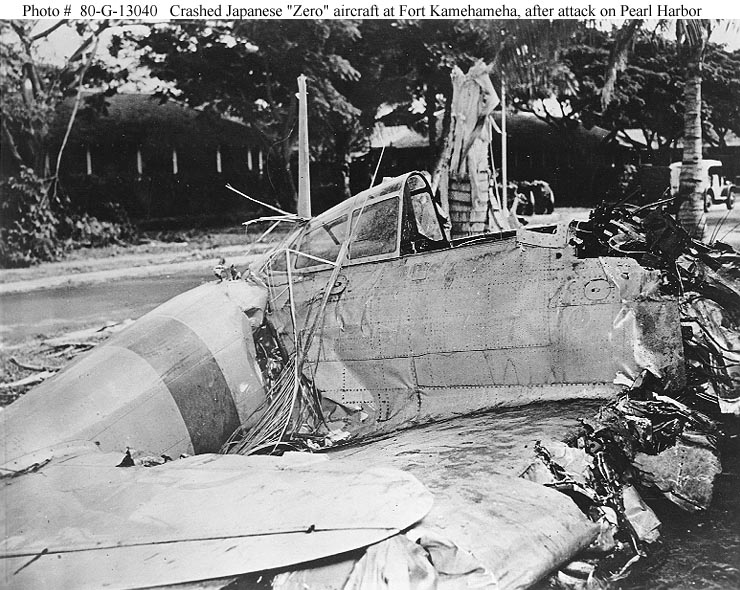 Photo # 80-G-13040 Crashed Japanese "Zero" aircraft at Fort Kamehameha, after attack on Pearl Harbor